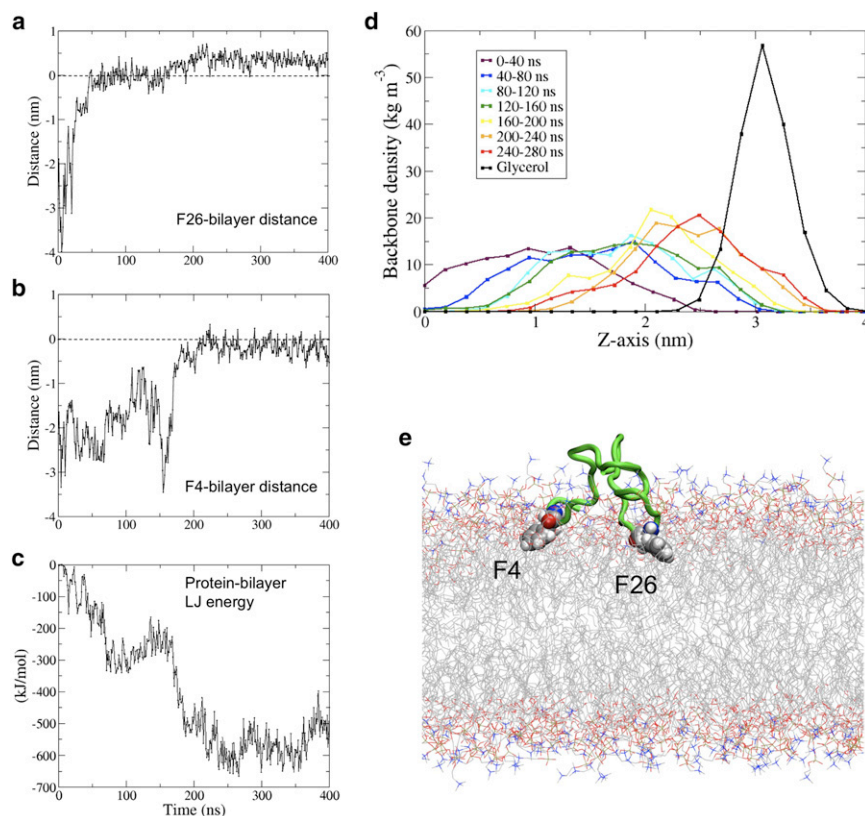 a
1
0
-1
-2
-3
-4
Distance (nm)
F26-bilayer distance
0
100
200
300
400
b
1
0
-1
-2
-3
-4
Distance (nm)
F4-bilayer distance
0
100
200
300
400
c
0
-100
-200
-300
-400
-500
-600
-700
(kJ/mol)
Protein-bilayer
LJ energy
0
100
200
300
400
Time (ns)
d
60
50
40
30
20
10
0
Backbone density (kg m⁻³)
0-40 ns
40-80 ns
80-120 ns
120-160 ns
160-200 ns
200-240 ns
240-280 ns
Glycerol
0
1
2
3
4
Z-axis (nm)
e
F4
F26